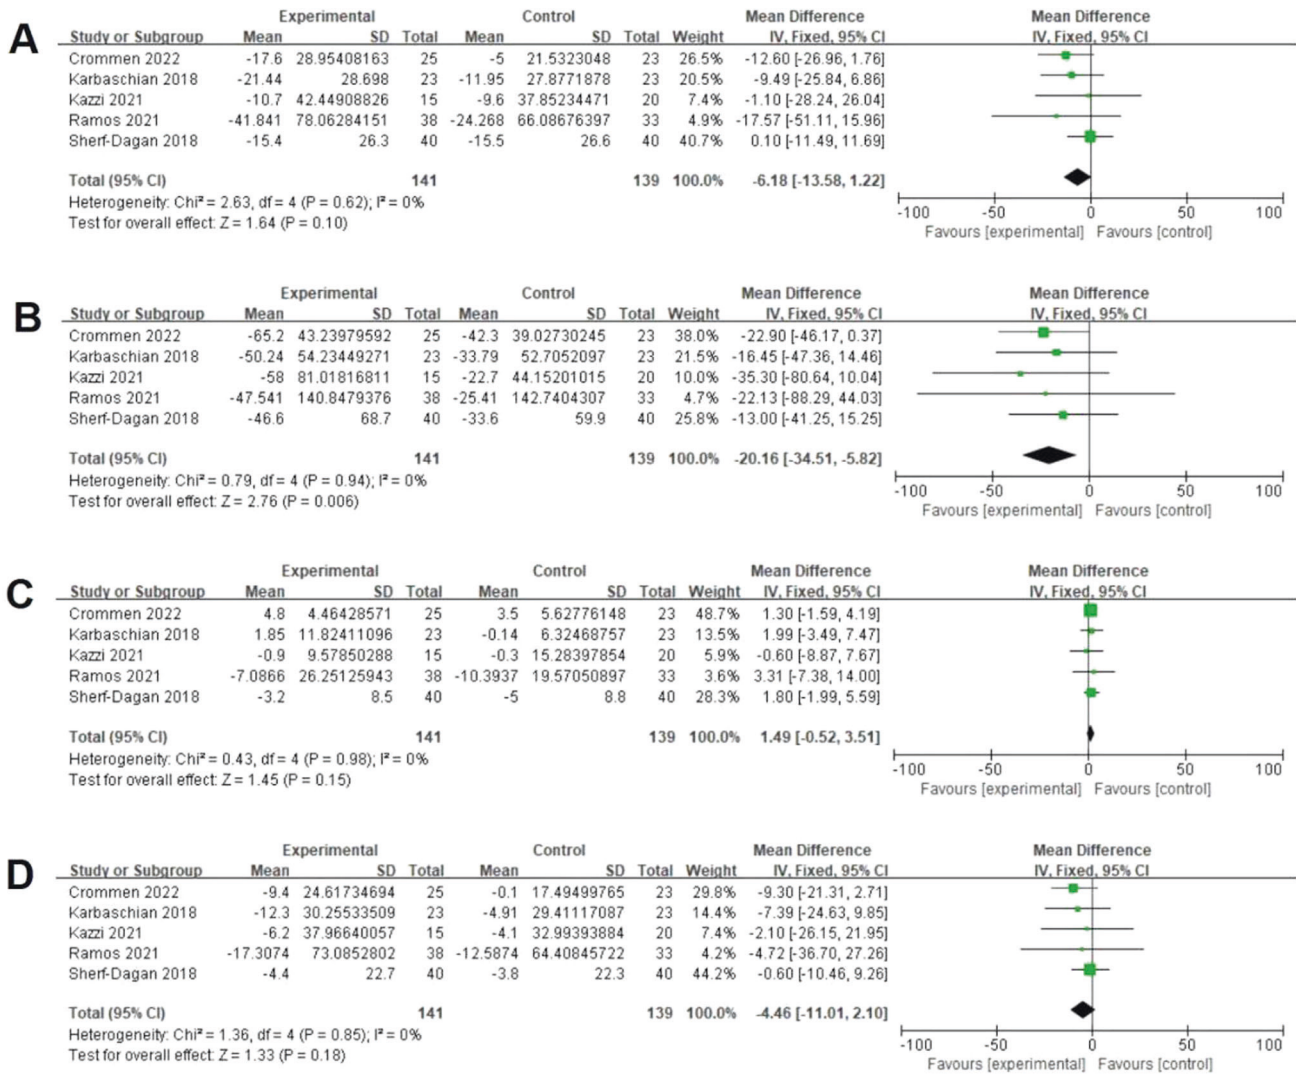 A
Experimental Control Mean Difference Mean Difference
Study or Subgroup Mean SD Total Mean SD Total Weight IV, Fixed, 95% CI IV, Fixed, 95% CI
Crommen 2022 -17.6 28.95408163 25 -5 21.5323048 23 26.5% -12.60 [-26.96, 1.76]
Karbaschian 2018 -21.44 28.698 23 -11.95 27.8771878 23 20.5% -9.49 [-25.84, 6.86]
Kazzi 2021 -10.7 42.44908826 15 -9.6 37.85234471 20 7.4% -1.10 [-28.24, 26.04]
Ramos 2021 -41.841 78.06284151 38 -24.268 66.08676397 33 4.9% -17.57 [-51.11, 15.96]
Sherf-Dagan 2018 -15.4 26.3 40 -15.5 26.6 40 40.7% 0.10 [-11.49, 11.69]
Total (95% CI) 141 139 100.0% -6.18 [-13.58, 1.22]
Heterogeneity: Chi² = 2.63, df = 4 (P = 0.62); I² = 0%
Test for overall effect: Z = 1.64 (P = 0.10)
-100 -50 0 50 100
Favours [experimental] Favours [control]
B
Experimental Control Mean Difference Mean Difference
Study or Subgroup Mean SD Total Mean SD Total Weight IV, Fixed, 95% CI IV, Fixed, 95% CI
Crommen 2022 -65.2 43.23979592 25 -42.3 39.02730245 23 38.0% -22.90 [-46.17, 0.37]
Karbaschian 2018 -50.24 54.23449271 23 -33.79 52.7052097 23 21.5% -16.45 [-47.36, 14.46]
Kazzi 2021 -58 81.01816811 15 -22.7 44.15201015 20 10.0% -35.30 [-80.64, 10.04]
Ramos 2021 -47.541 140.8479376 38 -25.41 142.7404307 33 4.7% -22.13 [-88.29, 44.03]
Sherf-Dagan 2018 -46.6 68.7 40 -33.6 59.9 40 25.8% -13.00 [-41.25, 15.25]
Total (95% CI) 141 139 100.0% -20.16 [-34.51, -5.82]
Heterogeneity: Chi² = 0.79, df = 4 (P = 0.94); I² = 0%
Test for overall effect: Z = 2.76 (P = 0.006)
-100 -50 0 50 100
Favours [experimental] Favours [control]
C
Experimental Control Mean Difference Mean Difference
Study or Subgroup Mean SD Total Mean SD Total Weight IV, Fixed, 95% CI IV, Fixed, 95% CI
Crommen 2022 4.8 4.46428571 25 3.5 5.62776148 23 48.7% 1.30 [-1.59, 4.19]
Karbaschian 2018 1.85 11.82411096 23 -0.14 6.32468757 23 13.5% 1.99 [-3.49, 7.47]
Kazzi 2021 -0.9 9.57850288 15 -0.3 15.28397854 20 5.9% -0.60 [-8.87, 7.67]
Ramos 2021 -7.0866 26.25125943 38 -10.3937 19.57050897 33 3.6% 3.31 [-7.38, 14.00]
Sherf-Dagan 2018 -3.2 8.5 40 -5 8.8 40 28.3% 1.80 [-1.99, 5.59]
Total (95% CI) 141 139 100.0% 1.49 [-0.52, 3.51]
Heterogeneity: Chi² = 0.43, df = 4 (P = 0.98); I² = 0%
Test for overall effect: Z = 1.45 (P = 0.15)
-100 -50 0 50 100
Favours [experimental] Favours [control]
D
Experimental Control Mean Difference Mean Difference
Study or Subgroup Mean SD Total Mean SD Total Weight IV, Fixed, 95% CI IV, Fixed, 95% CI
Crommen 2022 -9.4 24.61734694 25 -0.1 17.49499765 23 29.8% -9.30 [-21.31, 2.71]
Karbaschian 2018 -12.3 30.25533509 23 -4.91 29.41117087 23 14.4% -7.39 [-24.63, 9.85]
Kazzi 2021 -6.2 37.96640057 15 -4.1 32.99393884 20 7.4% -2.10 [-26.15, 21.95]
Ramos 2021 -17.3074 73.0852802 38 -12.5874 64.40845722 33 4.2% -4.72 [-36.70, 27.26]
Sherf-Dagan 2018 -4.4 22.7 40 -3.8 22.3 40 44.2% -0.60 [-10.46, 9.26]
Total (95% CI) 141 139 100.0% -4.46 [-11.01, 2.10]
Heterogeneity: Chi² = 1.36, df = 4 (P = 0.85); I² = 0%
Test for overall effect: Z = 1.33 (P = 0.18)
-100 -50 0 50 100
Favours [experimental] Favours [control]